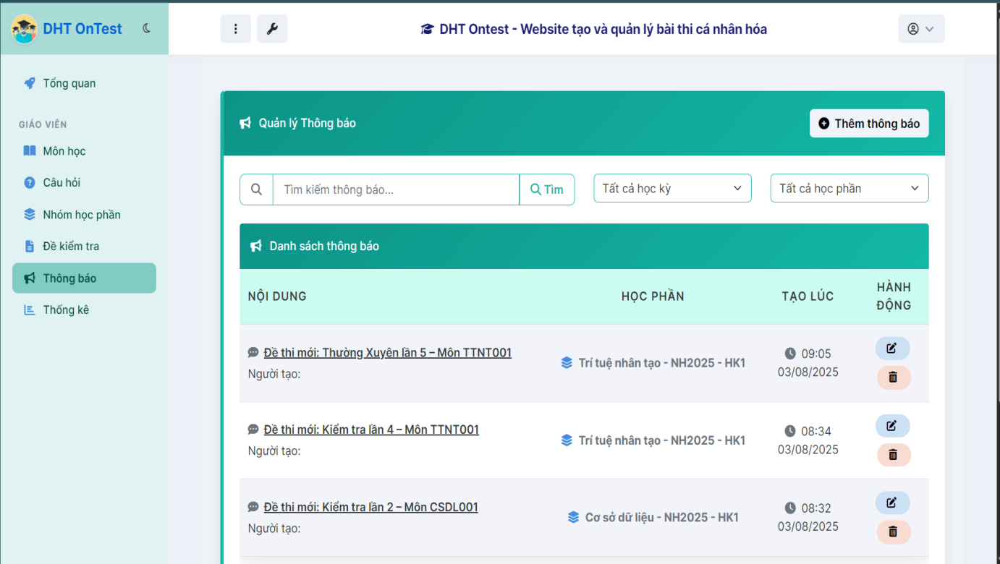 DHT OnTest
DHT Ontest - Website tạo và quản lý bài thi cá nhân hóa
Tổng quan
GIÁO VIÊN
Môn học
Câu hỏi
Nhóm học phần
Đề kiểm tra
Thông báo
Thống kê
Quản lý Thông báo
Thêm thông báo
Tìm kiếm thông báo...
Tìm
Tất cả học kỳ
Tất cả học phần
Danh sách thông báo
NỘI DUNG
HỌC PHẦN
TẠO LÚC
HÀNH
ĐỘNG
Đề thi mới: Thường Xuyên lần 5 – Môn TTNT001
Người tạo:
Trí tuệ nhân tạo - NH2025 - HK1
09:05
03/08/2025
Đề thi mới: Kiểm tra lần 4 – Môn TTNT001
Người tạo:
Trí tuệ nhân tạo - NH2025 - HK1
08:34
03/08/2025
Đề thi mới: Kiểm tra lần 2 – Môn CSDL001
Người tạo:
Cơ sở dữ liệu - NH2025 - HK1
08:32
03/08/2025